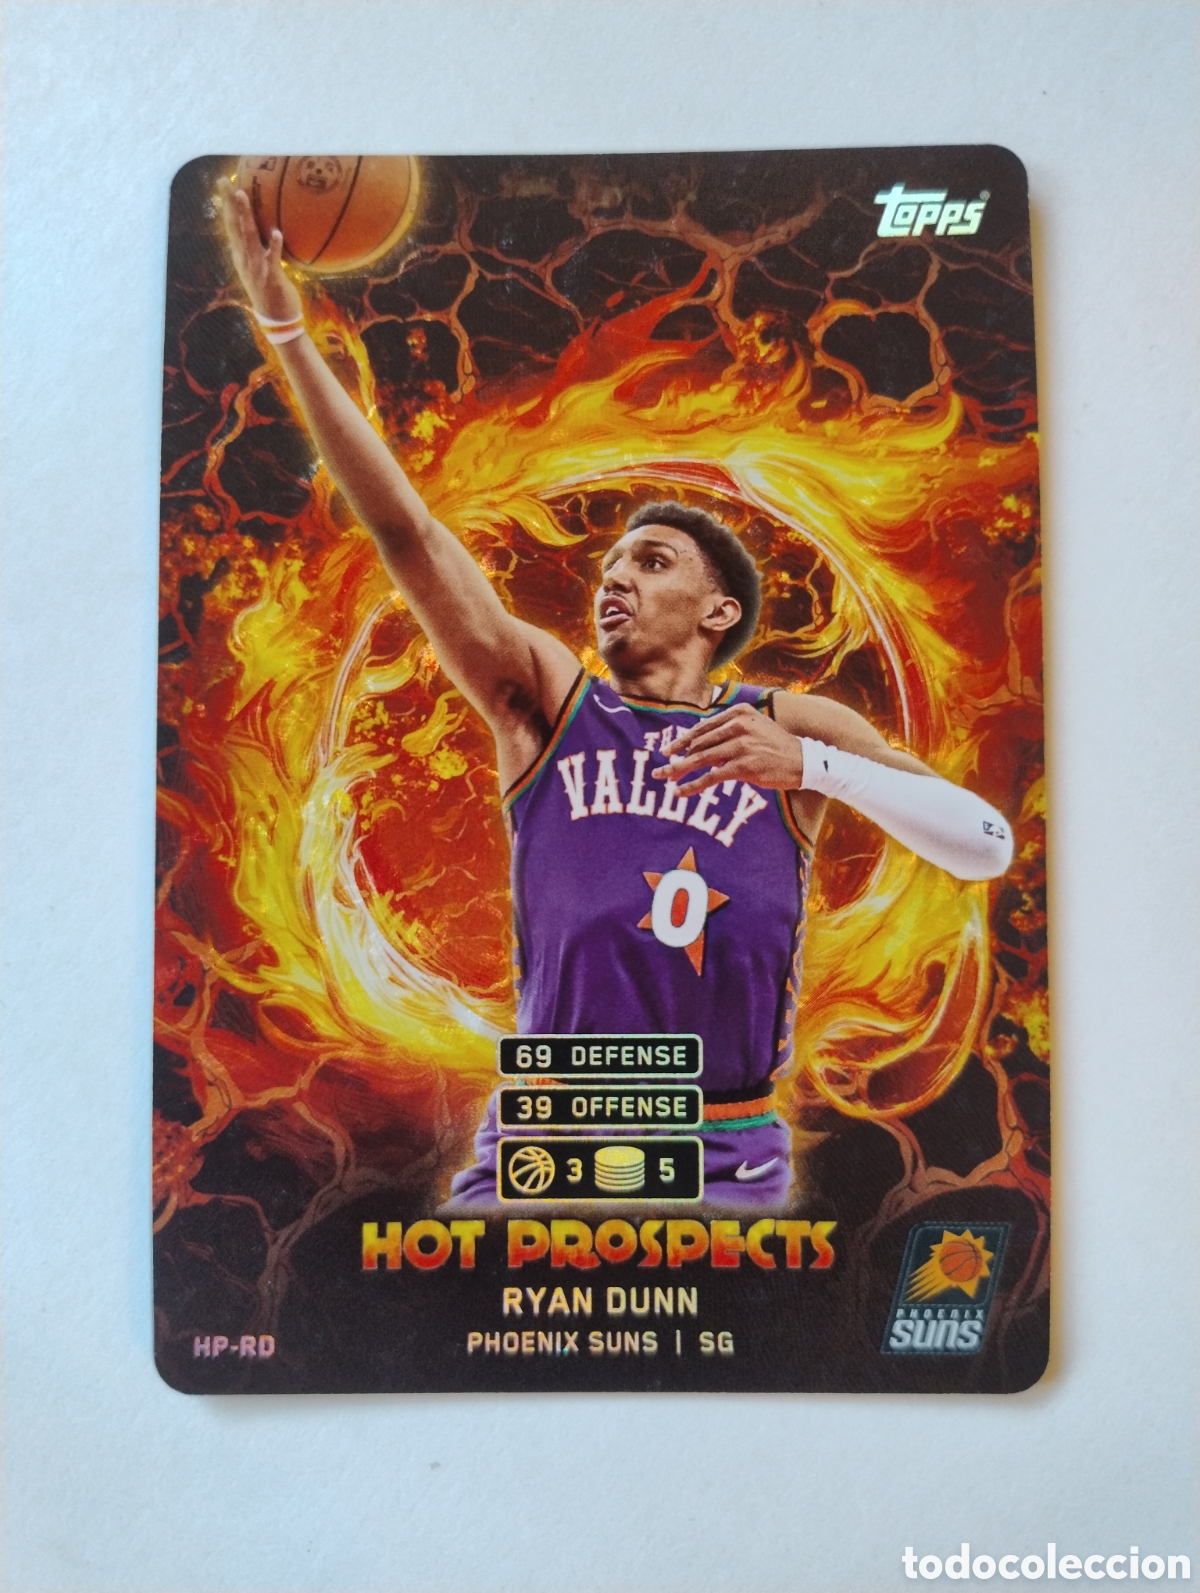 Topps®
THE
VALLEY
0
69 DEFENSE
39 OFFENSE
3 5
HOT PROSPECTS
RYAN DUNN
PHOENIX SUNS | SG
HP-RD
PHOENIX
SUNS
todocoleccion